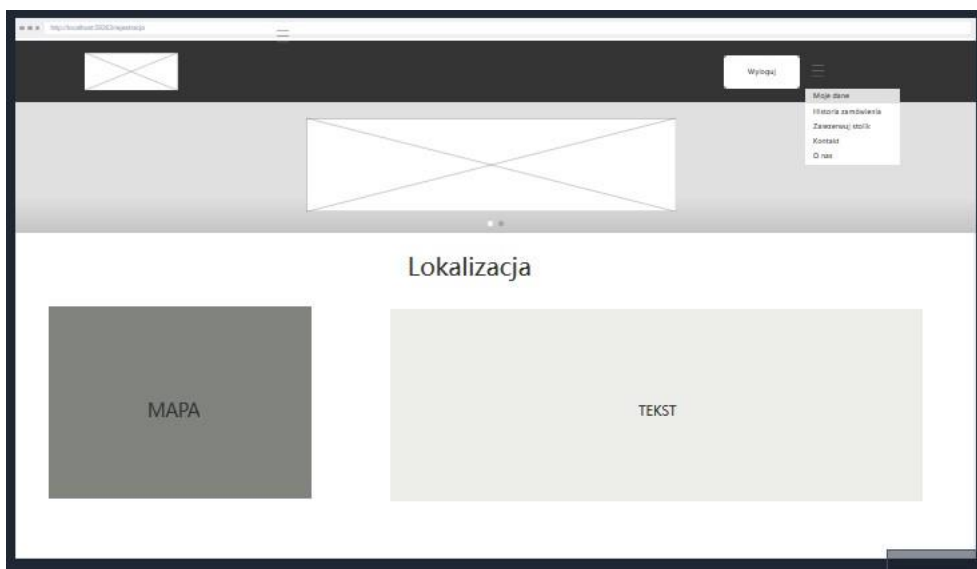 Wyloguj
Moje dane
Historia zamówienia
Zarezerwuj stolik
Kontakt
O nas
Lokalizacja
MAPA
TEKST